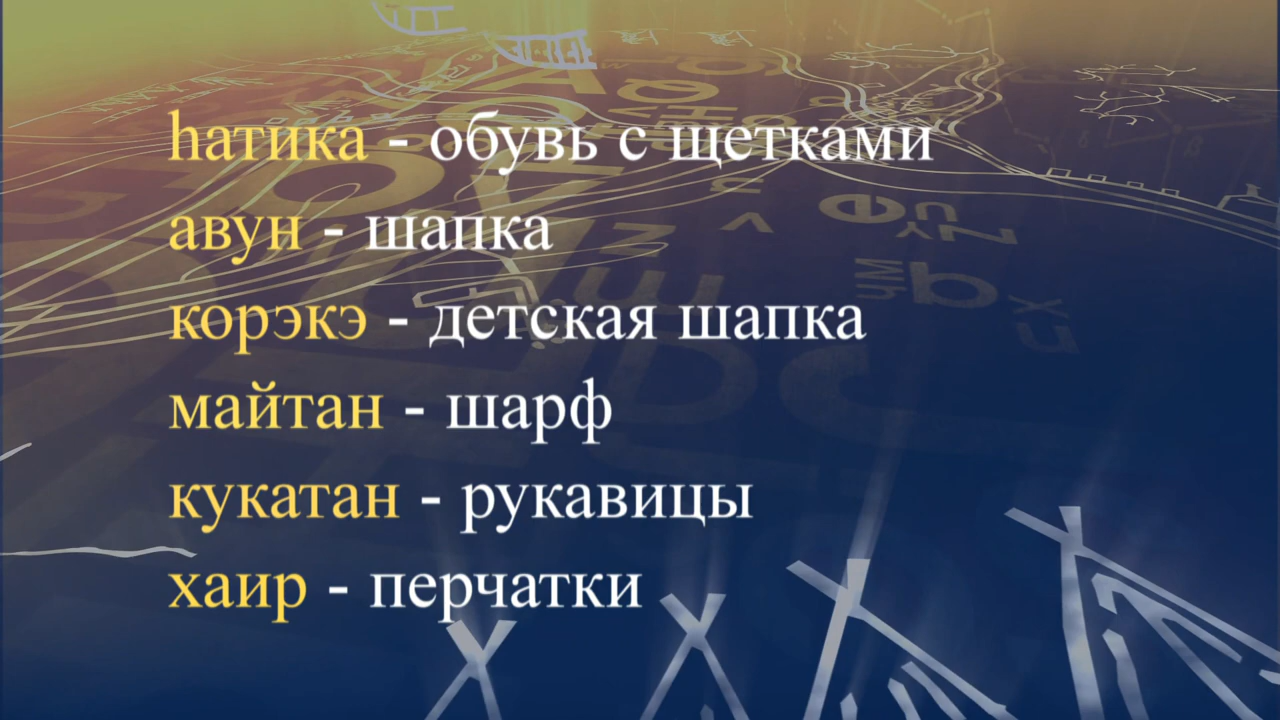 һатика - обувь с щетками
авун - шапка
корэкэ - детская шапка
майтан - шарф
кукатан - рукавицы
хаир - перчатки